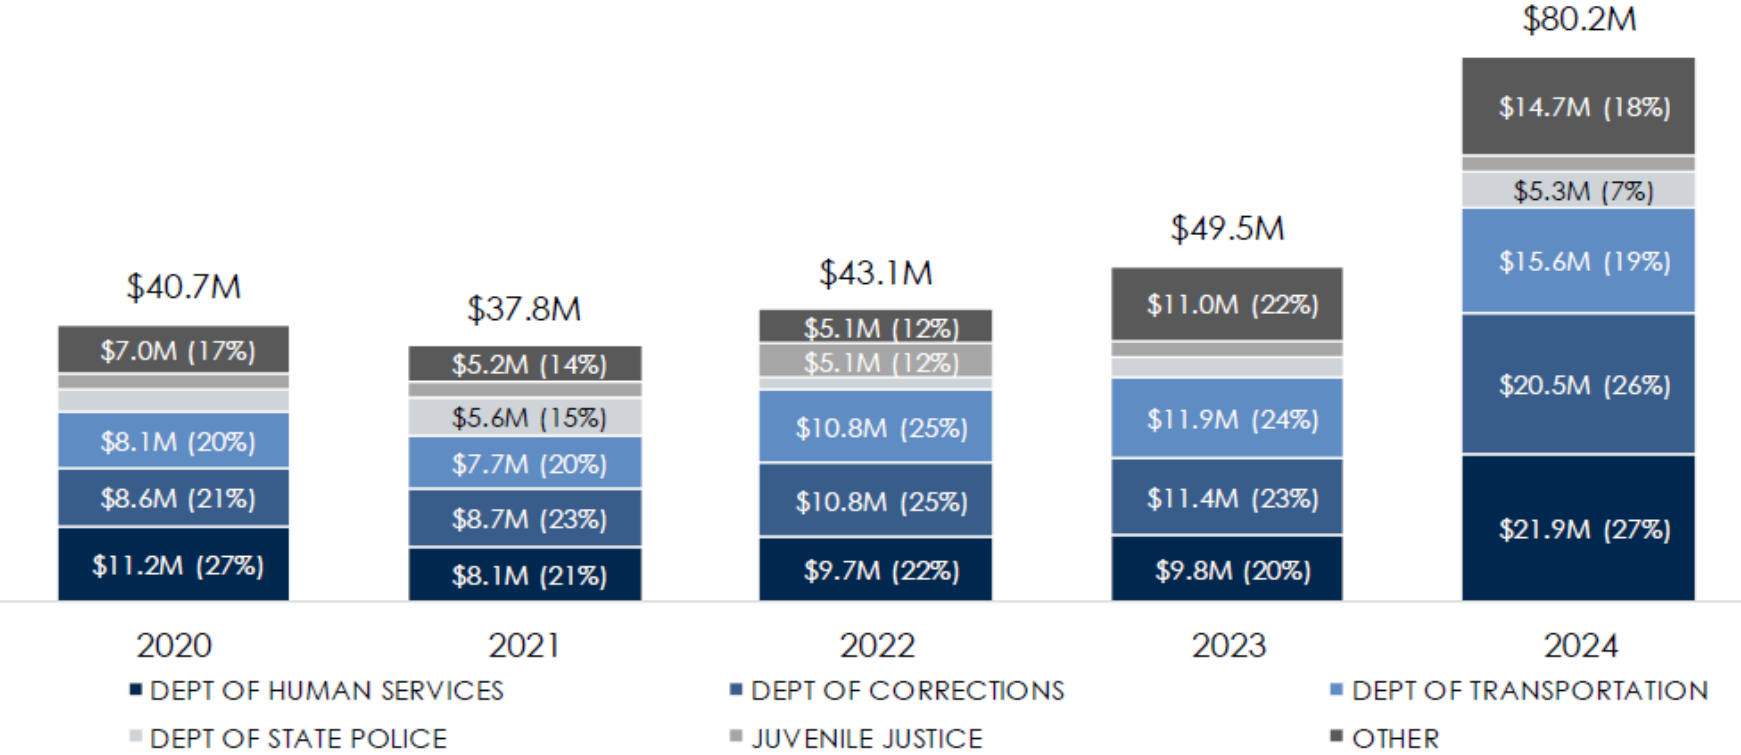 $80.2M
$14.7M (18%)
$5.3M (7%)
$15.6M (19%)
$20.5M (26%)
$21.9M (27%)
$49.5M
$11.0M (22%)
$11.9M (24%)
$11.4M (23%)
$9.8M (20%)
$43.1M
$5.1M (12%)
$5.1M (12%)
$10.8M (25%)
$10.8M (25%)
$9.7M (22%)
$40.7M
$7.0M (17%)
$8.1M (20%)
$8.6M (21%)
$11.2M (27%)
$37.8M
$5.2M (14%)
$5.6M (15%)
$7.7M (20%)
$8.7M (23%)
$8.1M (21%)
2020 2021 2022 2023 2024
DEPT OF HUMAN SERVICES DEPT OF CORRECTIONS DEPT OF TRANSPORTATION
DEPT OF STATE POLICE JUVENILE JUSTICE OTHER